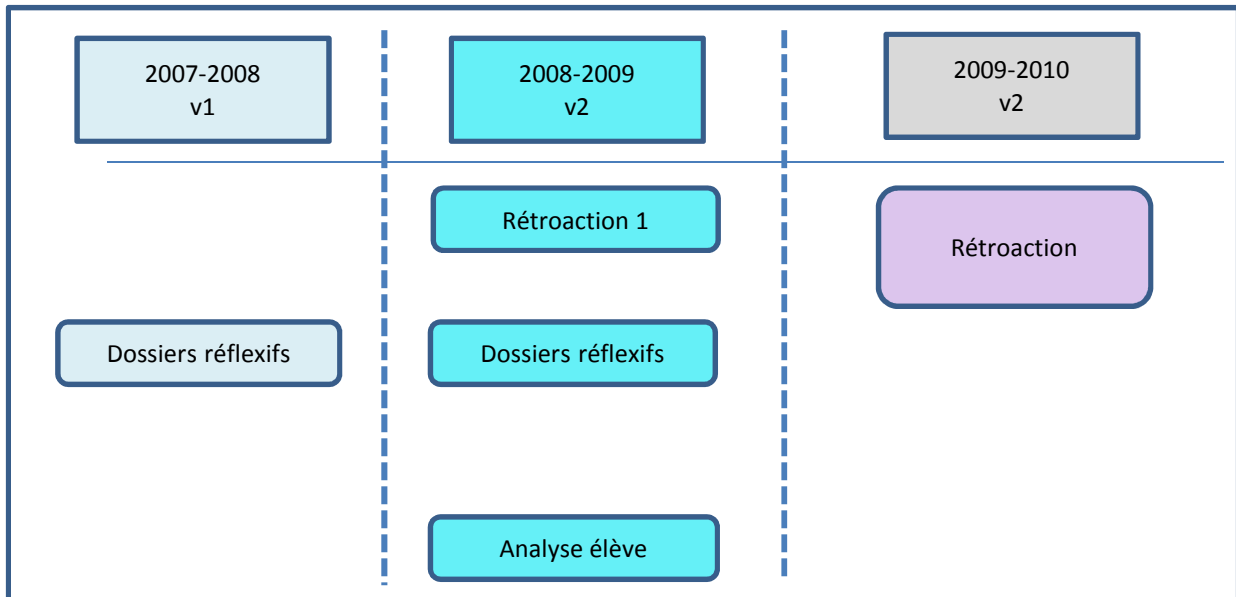 2007-2008
v1
2008-2009
v2
2009-2010
v2
Rétroaction 1
Rétroaction
Dossiers réflexifs
Dossiers réflexifs
Analyse élève